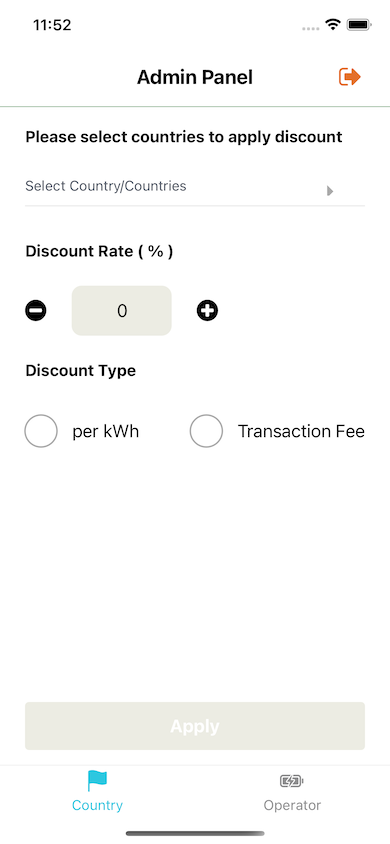 11:52
Admin Panel
Please select countries to apply discount
Select Country/Countries
Discount Rate ( % )
0
Discount Type
per kWh
Transaction Fee
Apply
Country
Operator